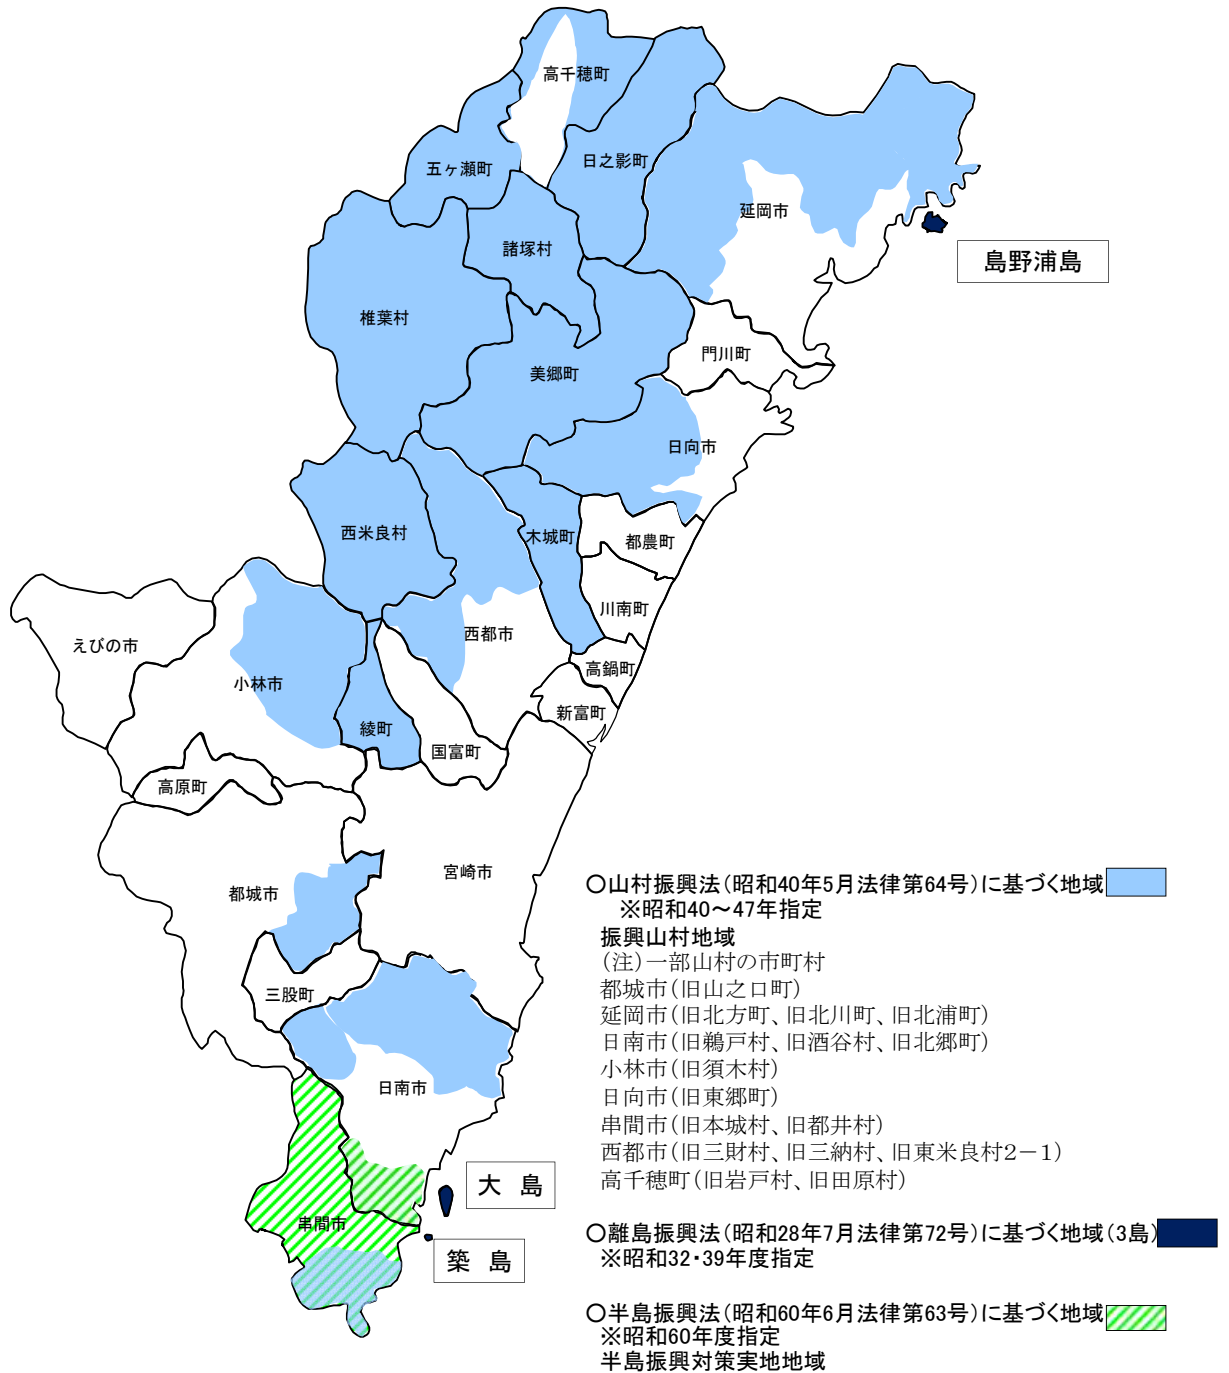 高千穂町
日之影町
五ヶ瀬町
延岡市
諸塚村
島野浦島
椎葉村
門川町
美郷町
日向市
西米良村
木城町
都農町
川南町
西都市
えびの市
高鍋町
小林市
新富町
綾町
国富町
高原町
宮崎市
都城市
三股町
日南市
大 島
串間市
築 島
○山村振興法(昭和40年5月法律第64号)に基づく地域
※昭和40～47年指定
振興山村地域
(注)一部山村の市町村
都城市(旧山之口町)
延岡市(旧北方町、旧北川町、旧北浦町)
日南市(旧鵜戸村、旧酒谷村、旧北郷町)
小林市(旧須木村)
日向市(旧東郷町)
串間市(旧本城村、旧都井村)
西都市(旧三財村、旧三納村、旧東米良村2－1)
高千穂町(旧岩戸村、旧田原村)
○離島振興法(昭和28年7月法律第72号)に基づく地域(3島)
※昭和32・39年度指定
○半島振興法(昭和60年6月法律第63号)に基づく地域
※昭和60年度指定
半島振興対策実地地域